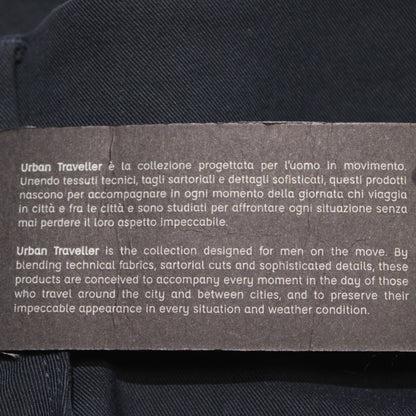 Urban Traveller è la collezione progettata per l'uomo in movimento.
Unendo tessuti tecnici, tagli sartoriali e dettagli sofisticati, questi prodotti
nascono per accompagnare in ogni momento della giornata chi viaggia
in città e fra le città e sono studiati per affrontare ogni situazione senza
mai perdere il loro aspetto impeccabile.
Urban Traveller is the collection designed for men on the move. By
blending technical fabrics, sartorial cuts and sophisticated details, these
products are conceived to accompany every moment in the day of those
who travel around the city and between cities, and to preserve their
impeccable appearance in every situation and weather condition.